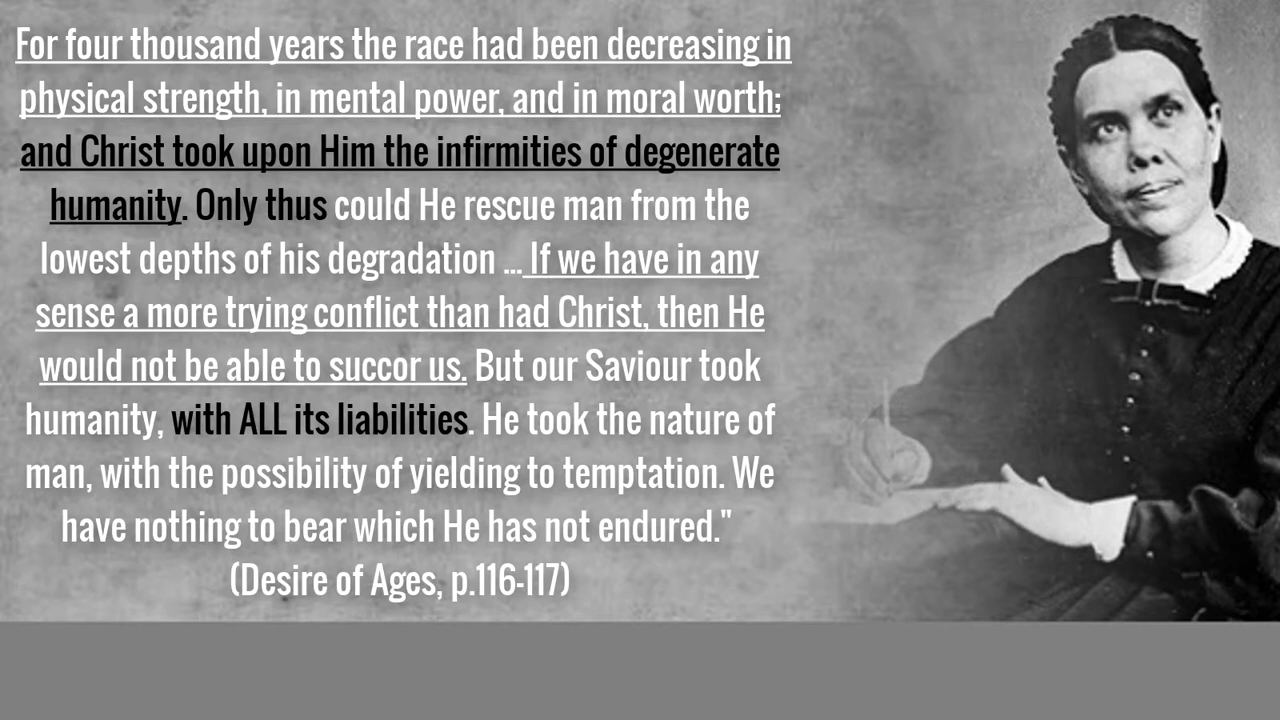 For four thousand years the race had been decreasing in
physical strength, in mental power, and in moral worth;
and Christ took upon Him the infirmities of degenerate
humanity. Only thus could He rescue man from the
lowest depths of his degradation ... If we have in any
sense a more trying conflict than had Christ, then He
would not be able to succor us. But our Saviour took
humanity, with ALL its liabilities. He took the nature of
man, with the possibility of yielding to temptation. We
have nothing to bear which He has not endured."
(Desire of Ages, p.116-117)